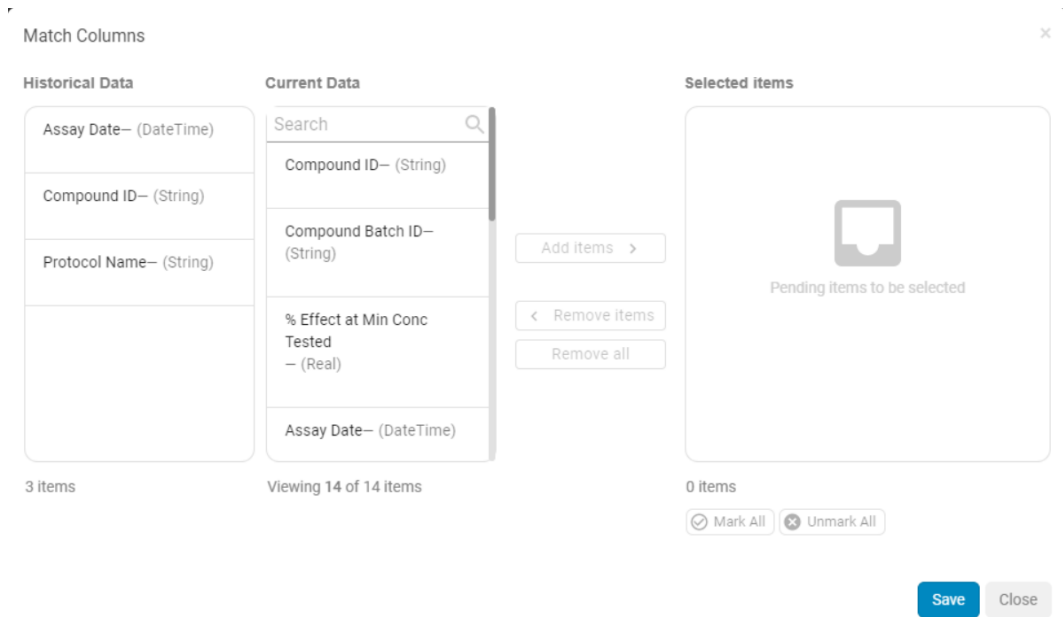 Match Columns
Historical Data
Current Data
Selected items
Assay Date– (DateTime)
Compound ID– (String)
Protocol Name– (String)
3 items
Search
Compound ID– (String)
Compound Batch ID–
(String)
% Effect at Min Conc
Tested
– (Real)
Assay Date– (DateTime)
Viewing 14 of 14 items
Add items >
< Remove items
Remove all
Pending items to be selected
0 items
Mark All
Unmark All
Save
Close